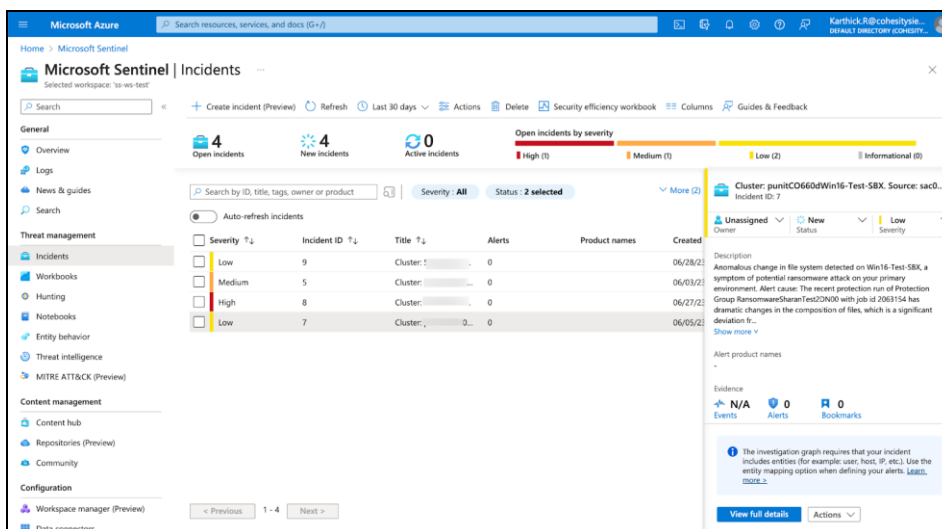 Microsoft Azure
Search resources, services, and docs (G+/)
Karthick.R@cohesitysie...
DEFAULT DIRECTORY (COHESITY...
Home > Microsoft Sentinel
Microsoft Sentinel | Incidents ...
Selected workspace: 'ss-ws-test'
Search
«
+ Create incident (Preview)
Refresh
Last 30 days
Actions
Delete
Security efficiency workbook
Columns
Guides & Feedback
General
Overview
Logs
News & guides
Search
Threat management
Incidents
Workbooks
Hunting
Notebooks
Entity behavior
Threat intelligence
MITRE ATT&CK (Preview)
Content management
Content hub
Repositories (Preview)
Community
Configuration
Workspace manager (Preview)
Data connectors
4
Open incidents
4
New incidents
0
Active incidents
Open incidents by severity
High (1)
Medium (1)
Low (2)
Informational (0)
Search by ID, title, tags, owner or product
Severity : All
Status : 2 selected
More (2)
Auto-refresh incidents
Severity ↑↓ Incident ID ↑↓ Title ↑↓ Alerts Product names Created
Low 9 Cluster: 0 06/28/23
Medium 5 Cluster: ... 0 06/03/23
High 8 Cluster: 0 06/27/23
Low 7 Cluster: 0... 0 06/05/23
< Previous 1 - 4 Next >
Cluster: punitCO660dWin16-Test-SBX. Source: sac0...
Incident ID: 7
Unassigned
Owner
New
Status
Low
Severity
Description
Anomalous change in file system detected on Win16-Test-SBX, a
symptom of potential ransomware attack on your primary
environment. Alert cause: The recent protection run of Protection
Group RansomwareSharanTest2DN00 with job id 2063154 has
dramatic changes in the composition of files, which is a significant
deviation fr...
Show more
Alert product names
-
Evidence
N/A
Events
0
Alerts
0
Bookmarks
The investigation graph requires that your incident
includes entities (for example: user, host, IP, etc.). Use the
entity mapping option when defining your alerts. Learn
more >
View full details
Actions